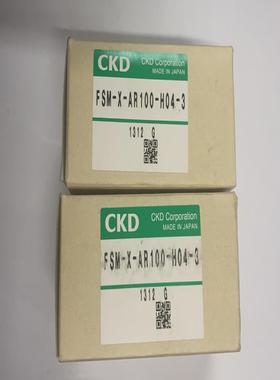 CKD
CKD Corporation
MADE IN JAPAN
FSM-X-AR100-H04-3
1312 G
CKD
CKD Corporation
MADE IN JAPAN
FSM-X-AR100-H04-3
1312 G